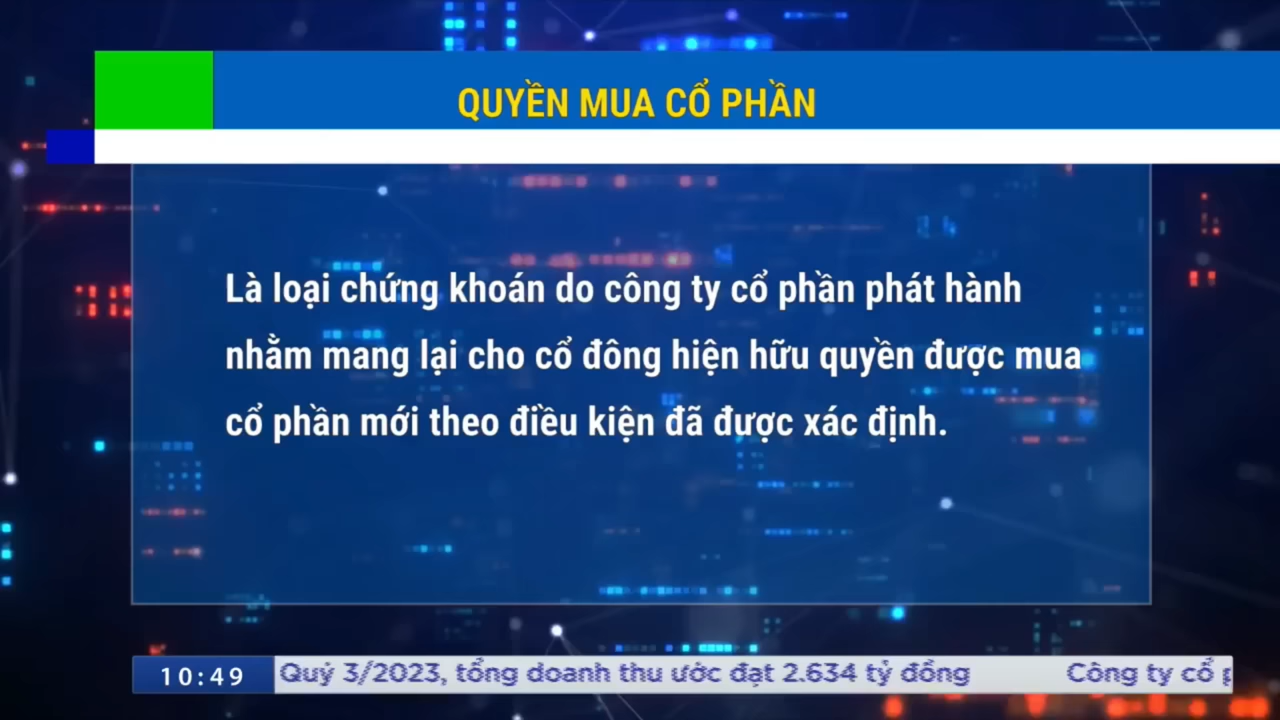 QUYỀN MUA CỔ PHẦN
Là loại chứng khoán do công ty cổ phần phát hành
nhằm mang lại cho cổ đông hiện hữu quyền được mua
cổ phần mới theo điều kiện đã được xác định.
10:49 Quý 3/2023, tổng doanh thu ước đạt 2.634 tỷ đồng Công ty cổ